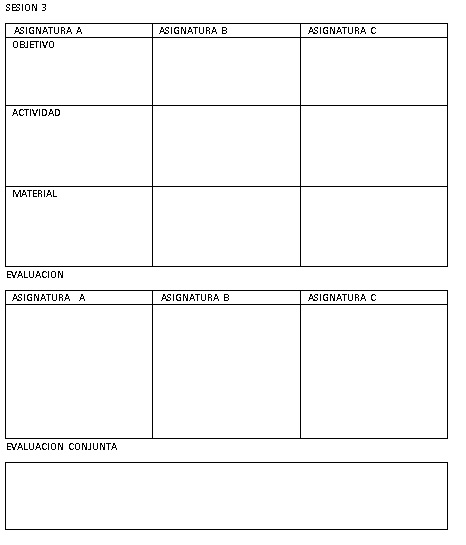 SESION 3
ASIGNATURA A ASIGNATURA B ASIGNATURA C
OBJETIVO
ACTIVIDAD
MATERIAL
EVALUACION
ASIGNATURA A ASIGNATURA B ASIGNATURA C
EVALUACION CONJUNTA